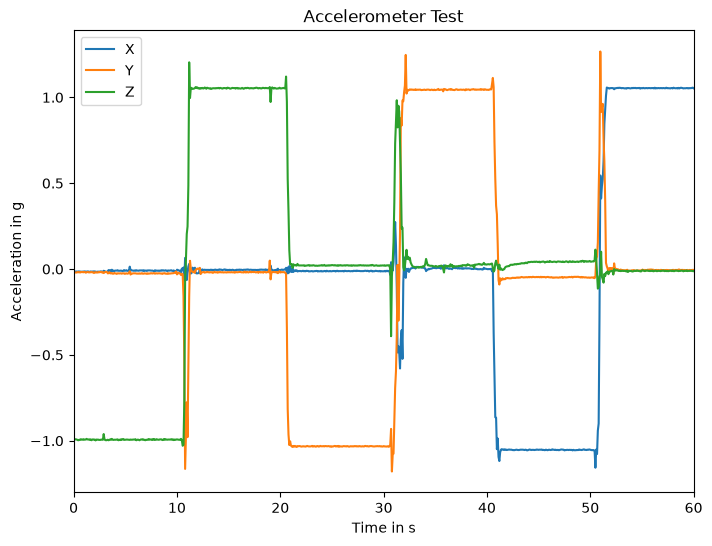 Accelerometer Test
X
Y
Z
1.0
0.5
0.0
−0.5
−1.0
Acceleration in g
0 10 20 30 40 50 60
Time in s